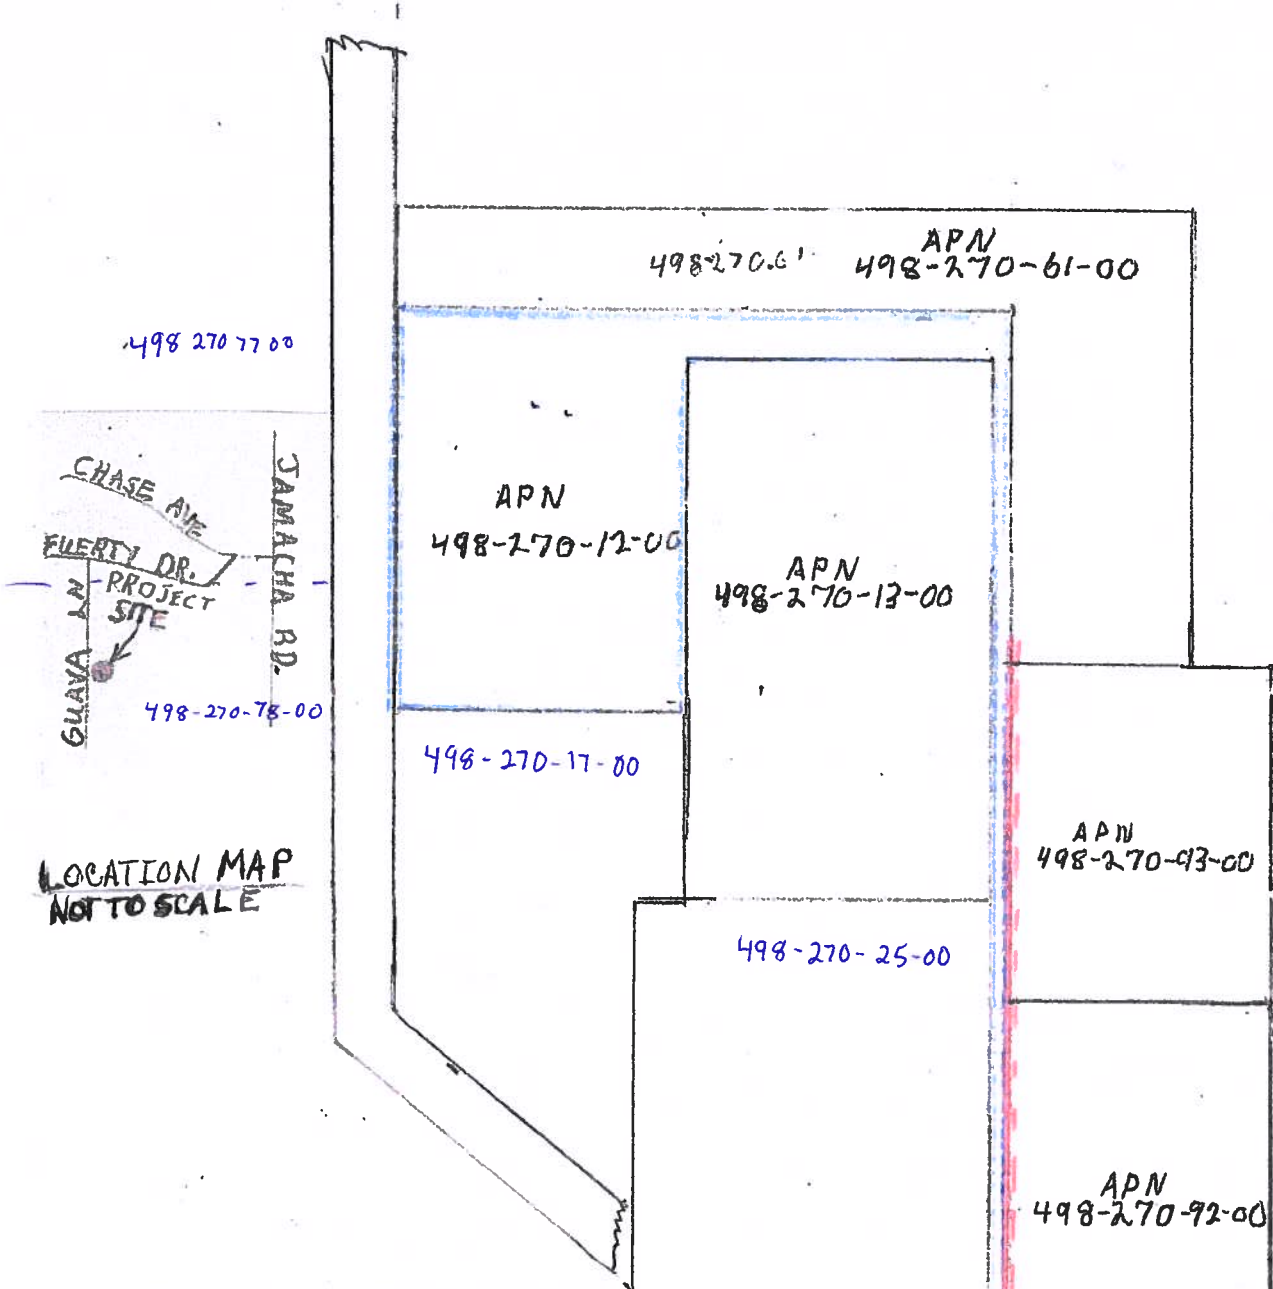 498-270-61
APN
498-270-61-00
498 270 77 00
CHASE AVE
JAMACHA RD.
FUERTY DR.
PROJECT
SITE
GUAVA LN
498-270-78-00
APN
498-270-12-00
APN
498-270-13-00
498-270-17-00
LOCATION MAP
NOT TO SCALE
APN
498-270-93-00
498-270-25-00
APN
498-270-92-00